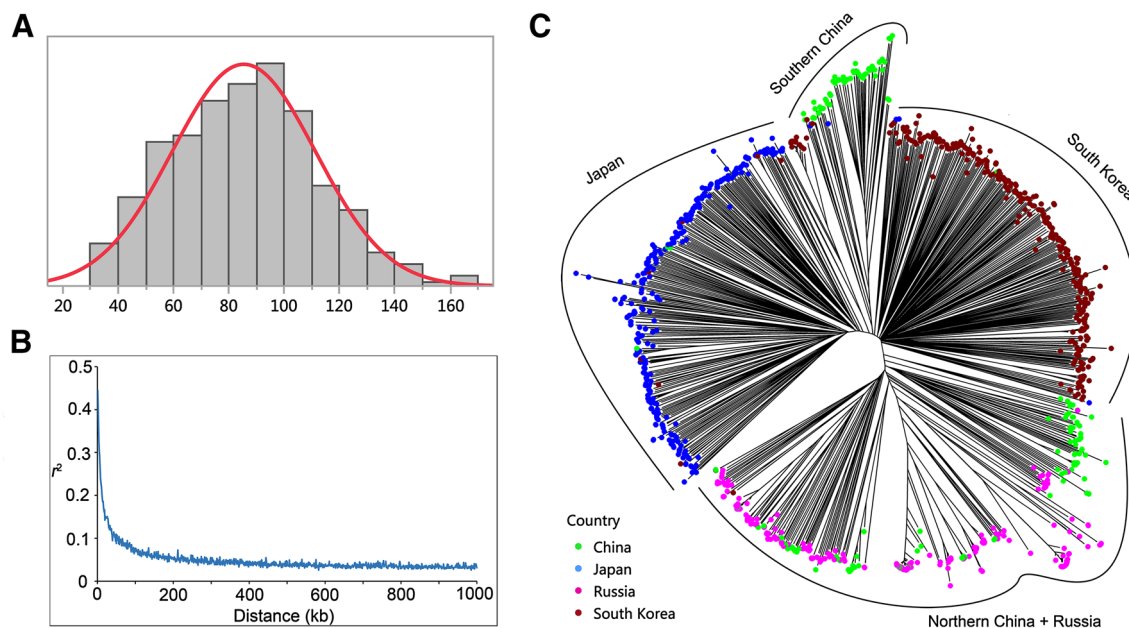 A
20 40 60 80 100 120 140 160
B
0.5
0.4
0.3
r²
0.2
0.1
0
0 200 400 600 800 1000
Distance (kb)
C
Southern China
Japan
South Korea
Country
China
Japan
Russia
South Korea
Northern China + Russia